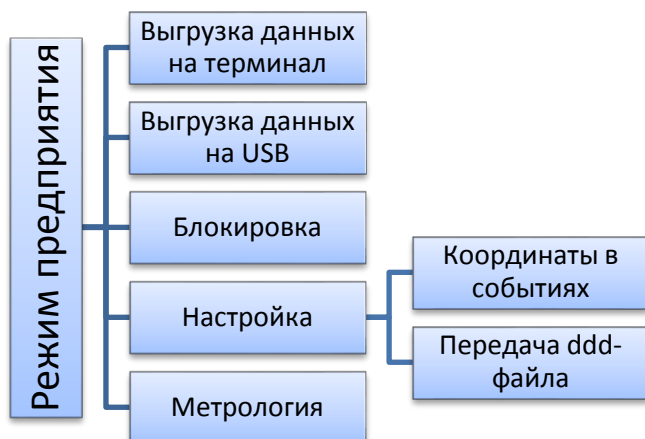 Режим предприятия
Выгрузка данных
на терминал
Выгрузка данных
на USB
Блокировка
Настройка
Метрология
Координаты в
событиях
Передача ddd-
файла